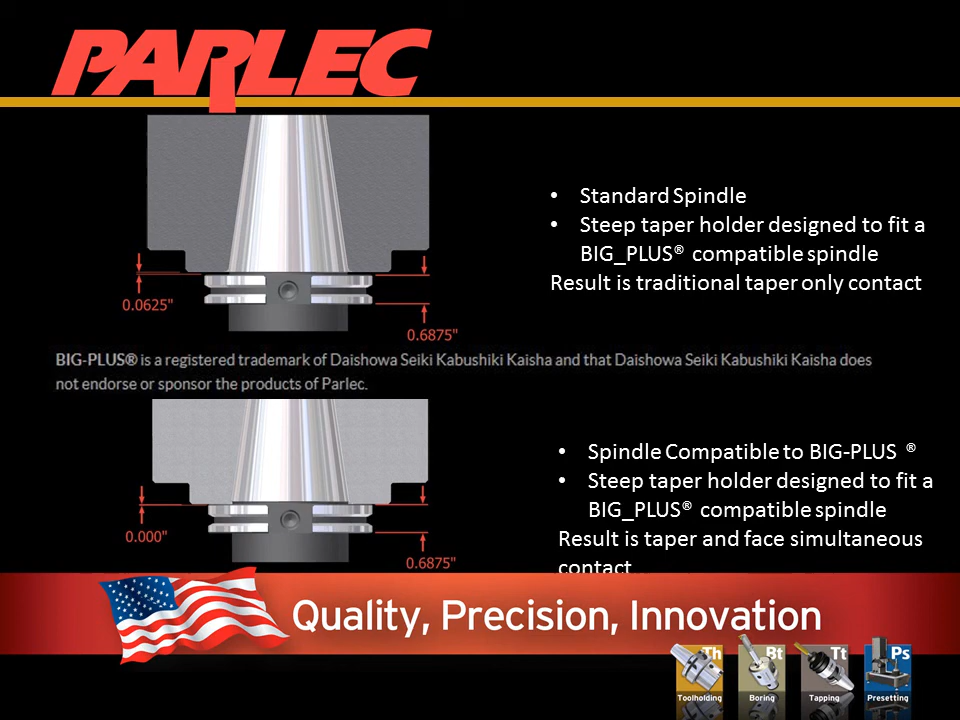 PARLEC
• Standard Spindle
• Steep taper holder designed to fit a
BIG_PLUS® compatible spindle
Result is traditional taper only contact
0.0625"
0.6875"
BIG-PLUS® is a registered trademark of Daishowa Seiki Kabushiki Kaisha and that Daishowa Seiki Kabushiki Kaisha does
not endorse or sponsor the products of Parlec.
• Spindle Compatible to BIG-PLUS ®
• Steep taper holder designed to fit a
BIG_PLUS® compatible spindle
Result is taper and face simultaneous
contact
0.000"
0.6875"
Quality, Precision, Innovation
Th
Toolholding
Bt
Boring
Tt
Tapping
Ps
Presetting